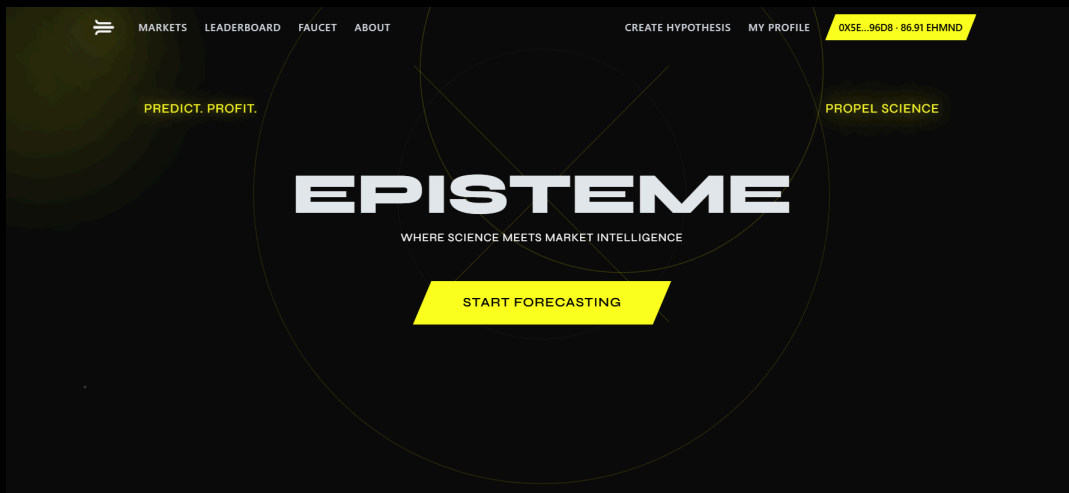 MARKETS LEADERBOARD FAUCET ABOUT CREATE HYPOTHESIS MY PROFILE 0X5E...96D8 · 86.91 EHMND
PREDICT. PROFIT. PROPEL SCIENCE
EPISTEME
WHERE SCIENCE MEETS MARKET INTELLIGENCE
START FORECASTING